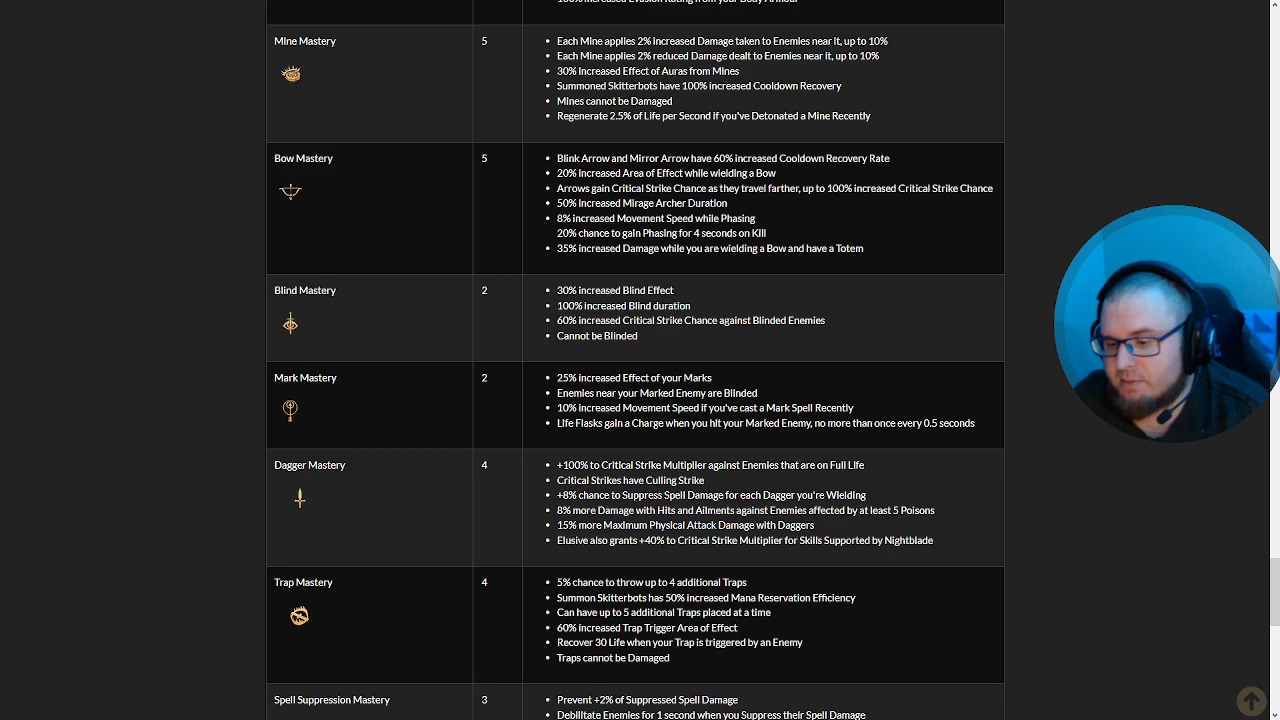 100% increased Evasion Rating from your Body Armour
Mine Mastery
5
Each Mine applies 2% increased Damage taken to Enemies near it, up to 10%
Each Mine applies 2% reduced Damage dealt to Enemies near it, up to 10%
30% increased Effect of Auras from Mines
Summoned Skitterbots have 100% increased Cooldown Recovery
Mines cannot be Damaged
Regenerate 2.5% of Life per Second if you've Detonated a Mine Recently
Bow Mastery
5
Blink Arrow and Mirror Arrow have 60% increased Cooldown Recovery Rate
20% increased Area of Effect while wielding a Bow
Arrows gain Critical Strike Chance as they travel farther, up to 100% increased Critical Strike Chance
50% increased Mirage Archer Duration
8% increased Movement Speed while Phasing
20% chance to gain Phasing for 4 seconds on Kill
35% increased Damage while you are wielding a Bow and have a Totem
Blind Mastery
2
30% increased Blind Effect
100% increased Blind duration
60% increased Critical Strike Chance against Blinded Enemies
Cannot be Blinded
Mark Mastery
2
25% increased Effect of your Marks
Enemies near your Marked Enemy are Blinded
10% increased Movement Speed if you've cast a Mark Spell Recently
Life Flasks gain a Charge when you hit your Marked Enemy, no more than once every 0.5 seconds
Dagger Mastery
4
+100% to Critical Strike Multiplier against Enemies that are on Full Life
Critical Strikes have Culling Strike
+8% chance to Suppress Spell Damage for each Dagger you're Wielding
8% more Damage with Hits and Ailments against Enemies affected by at least 5 Poisons
15% more Maximum Physical Attack Damage with Daggers
Elusive also grants +40% to Critical Strike Multiplier for Skills Supported by Nightblade
Trap Mastery
4
5% chance to throw up to 4 additional Traps
Summon Skitterbots has 50% increased Mana Reservation Efficiency
Can have up to 5 additional Traps placed at a time
60% increased Trap Trigger Area of Effect
Recover 30 Life when your Trap is triggered by an Enemy
Traps cannot be Damaged
Spell Suppression Mastery
3
Prevent +2% of Suppressed Spell Damage
Debilitate Enemies for 1 second when you Suppress their Spell Damage